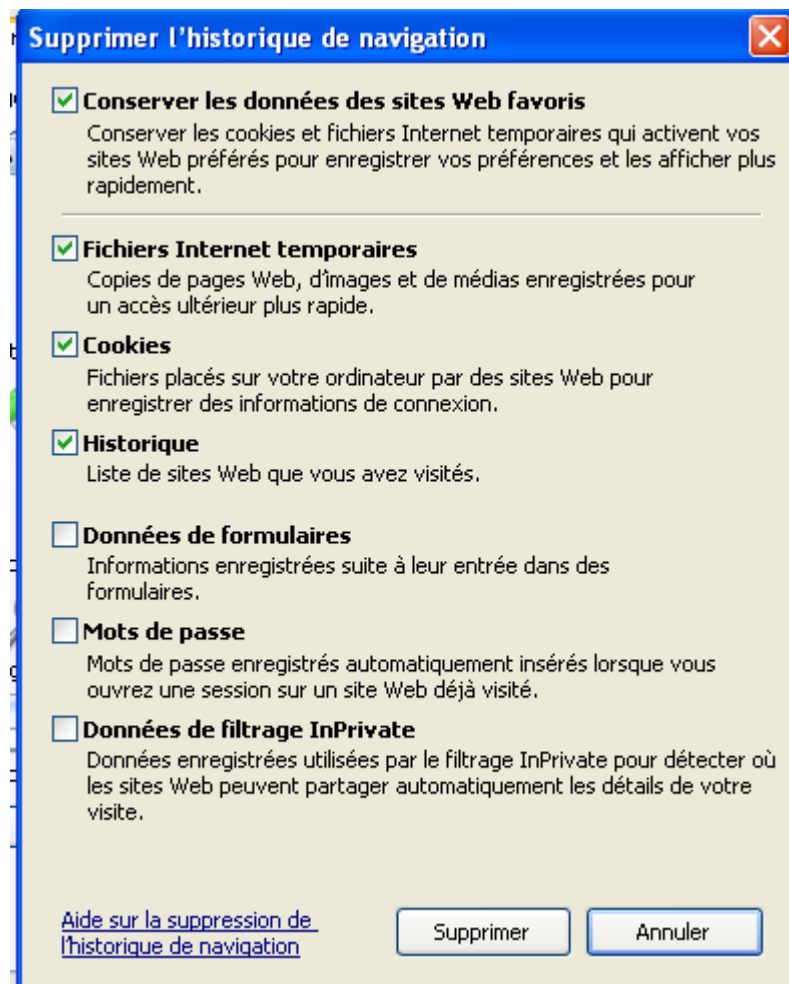 Supprimer l'historique de navigation
Conserver les données des sites Web favoris
Conserver les cookies et fichiers Internet temporaires qui activent vos
sites Web préférés pour enregistrer vos préférences et les afficher plus
rapidement.
Fichiers Internet temporaires
Copies de pages Web, d'images et de médias enregistrées pour
un accès ultérieur plus rapide.
Cookies
Fichiers placés sur votre ordinateur par des sites Web pour
enregistrer des informations de connexion.
Historique
Liste de sites Web que vous avez visités.
Données de formulaires
Informations enregistrées suite à leur entrée dans des
formulaires.
Mots de passe
Mots de passe enregistrés automatiquement insérés lorsque vous
ouvrez une session sur un site Web déjà visité.
Données de filtrage InPrivate
Données enregistrées utilisées par le filtrage InPrivate pour détecter où
les sites Web peuvent partager automatiquement les détails de votre
visite.
Aide sur la suppression de
l'historique de navigation
Supprimer
Annuler